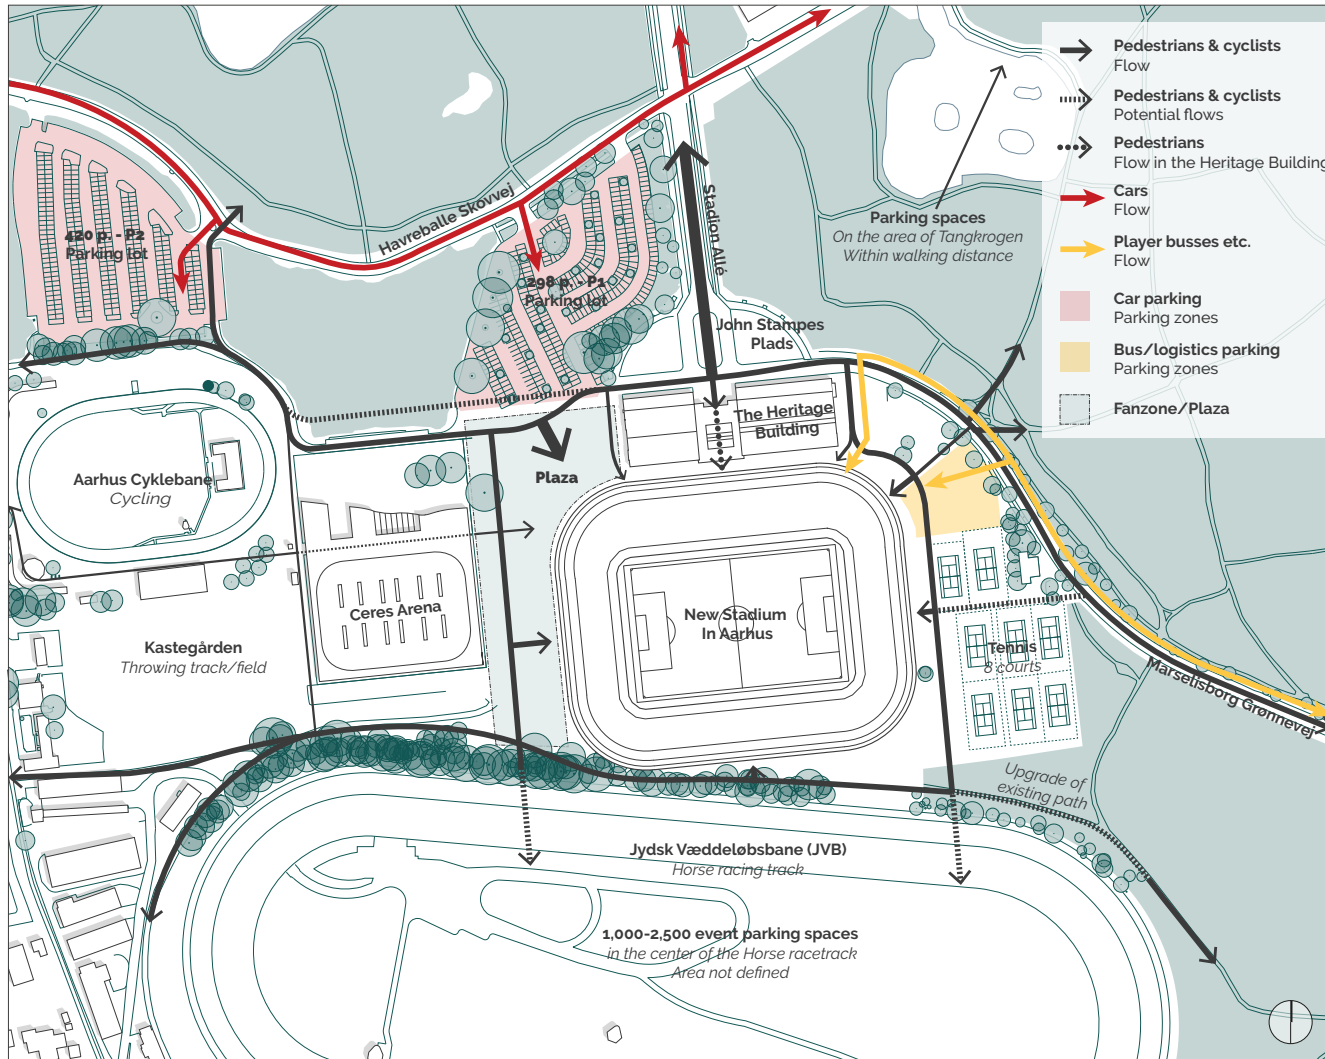 Pedestrians & cyclists
Flow
Pedestrians & cyclists
Potential flows
Pedestrians
Flow in the Heritage Building
Cars
Flow
Player busses etc.
Flow
Car parking
Parking zones
Bus/logistics parking
Parking zones
Fanzone/Plaza
Havreballe Skovvej
Stadion Allé
Parking spaces
On the area of Tangkrogen
Within walking distance
420 p. - P2
Parking lot
298 p. - P1
Parking lot
John Stampes
Plads
The Heritage
Building
Plaza
Aarhus Cyklebane
Cycling
Ceres Arena
New Stadium
In Aarhus
Kastegården
Throwing track/field
Tennis
8 courts
Marselisborg Grønnevej
Upgrade of
existing path
Jydsk Væddeløbsbane (JVB)
Horse racing track
1,000-2,500 event parking spaces
in the center of the Horse racetrack
Area not defined